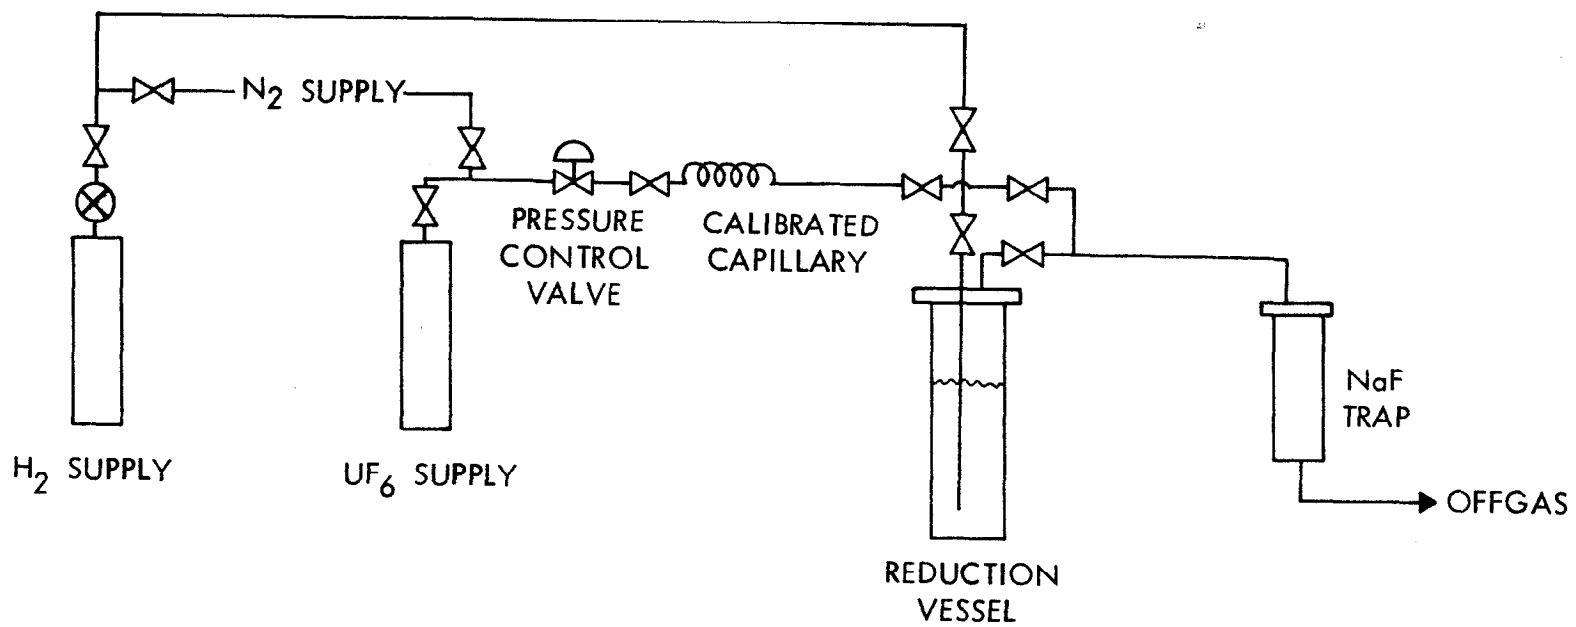 N2 SUPPLY
PRESSURE
CONTROL
VALVE
CALIBRATED
CAPILLARY
H2 SUPPLY
UF6 SUPPLY
NaF
TRAP
OFFGAS
REDUCTION
VESSEL